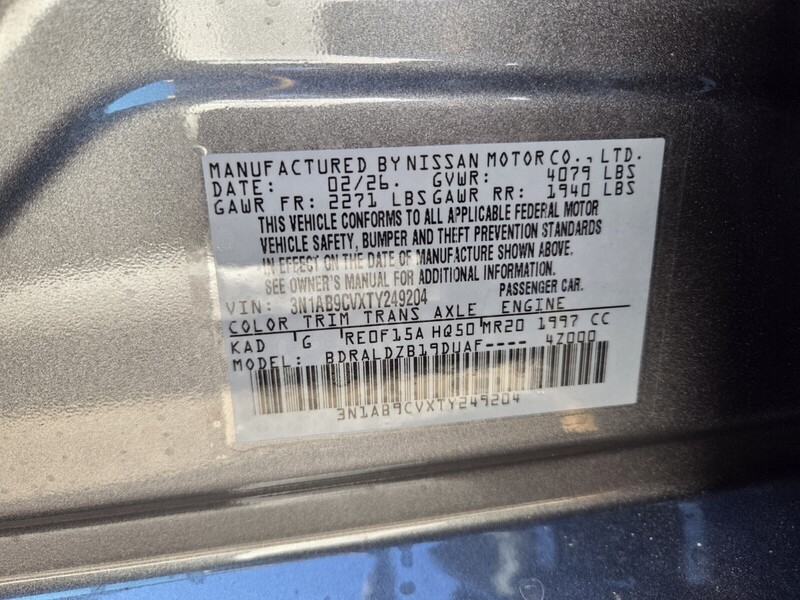 MANUFACTURED BY NISSAN MOTOR CO., LTD.
DATE: 02/26. GVWR: 4079 LBS
GAWR FR: 2271 LBS GAWR RR: 1940 LBS
THIS VEHICLE CONFORMS TO ALL APPLICABLE FEDERAL MOTOR
VEHICLE SAFETY, BUMPER AND THEFT PREVENTION STANDARDS
IN EFFECT ON THE DATE OF MANUFACTURE SHOWN ABOVE.
SEE OWNER'S MANUAL FOR ADDITIONAL INFORMATION.
VIN: 3N1AB9CVXTY249204 PASSENGER CAR.
COLOR TRIM TRANS AXLE ENGINE
KAD 'G RE0F15A HQ50 MR20 1997 CC
MODEL: BDRALDZB19DUAF---- 4Z000
3N1AB9CVXTY249204